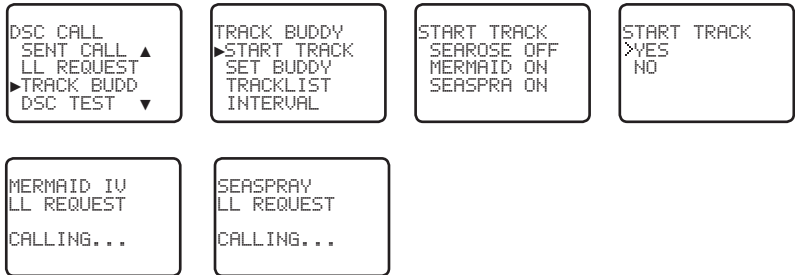 DSC CALL
SENT CALL ▲
LL REQUEST
►TRACK BUDD
DSC TEST ▼
TRACK BUDDY
►START TRACK
SET BUDDY
TRACKLIST
INTERVAL
START TRACK
SEAROSE OFF
MERMAID ON
SEASPRA ON
START TRACK
>YES
NO
MERMAID IV
LL REQUEST
CALLING...
SEASPRAY
LL REQUEST
CALLING...